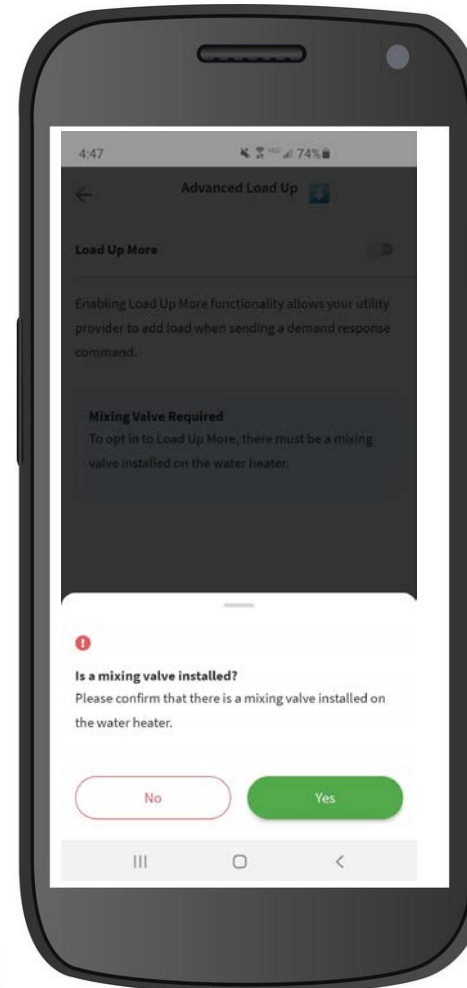 4:47 74%
Advanced Load Up
Load Up More
Enabling Load Up More functionality allows your utility
provider to add load when sending a demand response
command.
Mixing Valve Required
To opt in to Load Up More, there must be a mixing
valve installed on the water heater.
Is a mixing valve installed?
Please confirm that there is a mixing valve installed on
the water heater.
No Yes